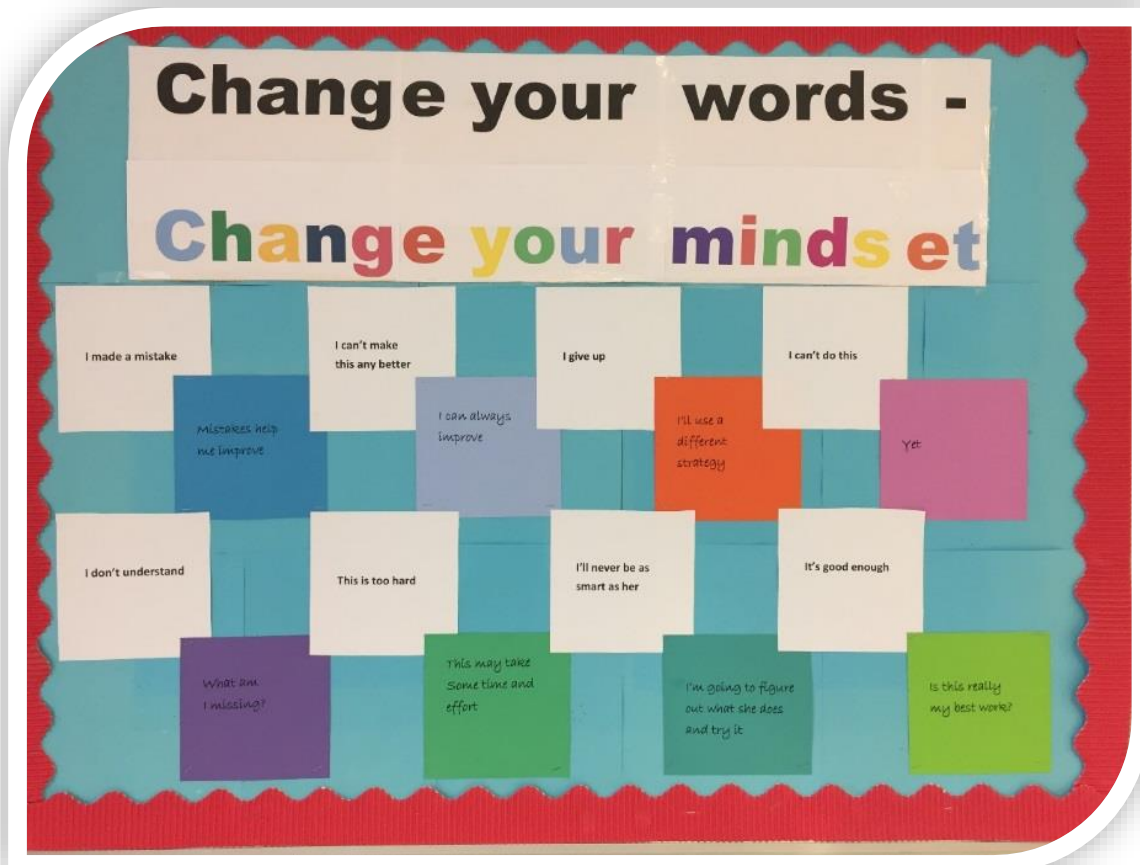 Change your words -
Change your mindset
I made a mistake
Mistakes help
me improve
I can't make
this any better
I can always
improve
I give up
I'll use a
different
strategy
I can't do this
Yet
I don't understand
What am
I missing?
This is too hard
This may take
Some time and
effort
I'll never be as
smart as her
I'm going to figure
out what she does
and try it
It's good enough
Is this really
my best work?